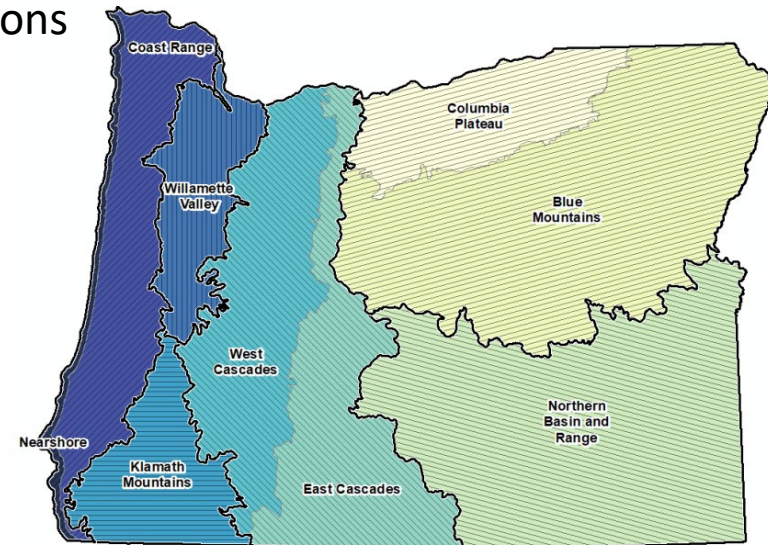 ons
Coast Range
Columbia
Plateau
Willamette
Valley
Blue
Mountains
West
Cascades
Northern
Basin and
Range
Nearshore
Klamath
Mountains
East Cascades